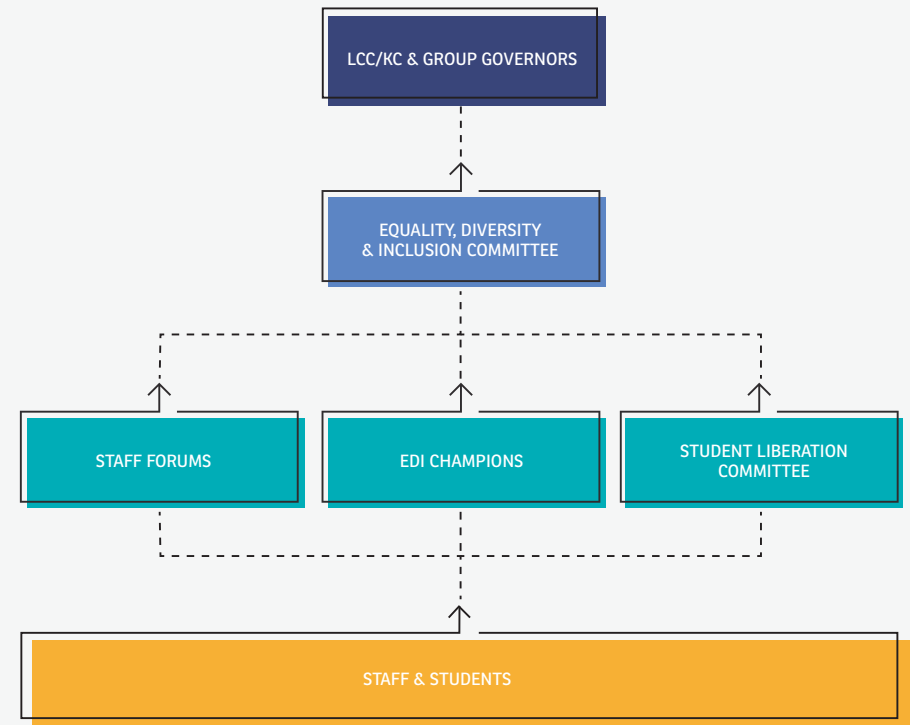 LCC/KC & GROUP GOVERNORS
EQUALITY, DIVERSITY
& INCLUSION COMMITTEE
STAFF FORUMS
EDI CHAMPIONS
STUDENT LIBERATION
COMMITTEE
STAFF & STUDENTS